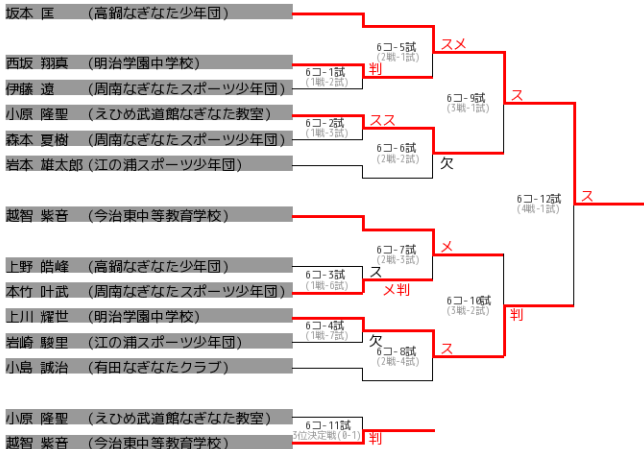 坂本 匡 (高鍋なぎなた少年団)
スメ
6コ-5試
(2戦-1試)
西坂 翔真 (明治学園中学校)
6コ-1試
(1戦-2試)
判
伊藤 遼 (周南なぎなたスポーツ少年団)
ス
6コ-9試
(3戦-1試)
小原 隆聖 (えひめ武道館なぎなた教室)
6コ-2試
(1戦-3試)
スス
森本 夏樹 (周南なぎなたスポーツ少年団)
6コ-6試
(2戦-2試)
欠
岩本 雄太郎 (江の浦スポーツ少年団)
6コ-12試
(4戦-1試)
ス
越智 紫音 (今治東中等教育学校)
メ
6コ-7試
(2戦-3試)
上野 皓峰 (高鍋なぎなた少年団)
ス
6コ-3試
(1戦-6試)
本竹 叶武 (周南なぎなたスポーツ少年団)
メ判
6コ-10試
(3戦-2試)
上川 耀世 (明治学園中学校)
判
6コ-4試
(1戦-7試)
岩崎 駿里 (江の浦スポーツ少年団)
欠
6コ-8試
(2戦-4試)
ス
小島 誠治 (有田なぎなたクラブ)
小原 隆聖 (えひめ武道館なぎなた教室)
6コ-11試
3位決定戦(0-1)
越智 紫音 (今治東中等教育学校)
判